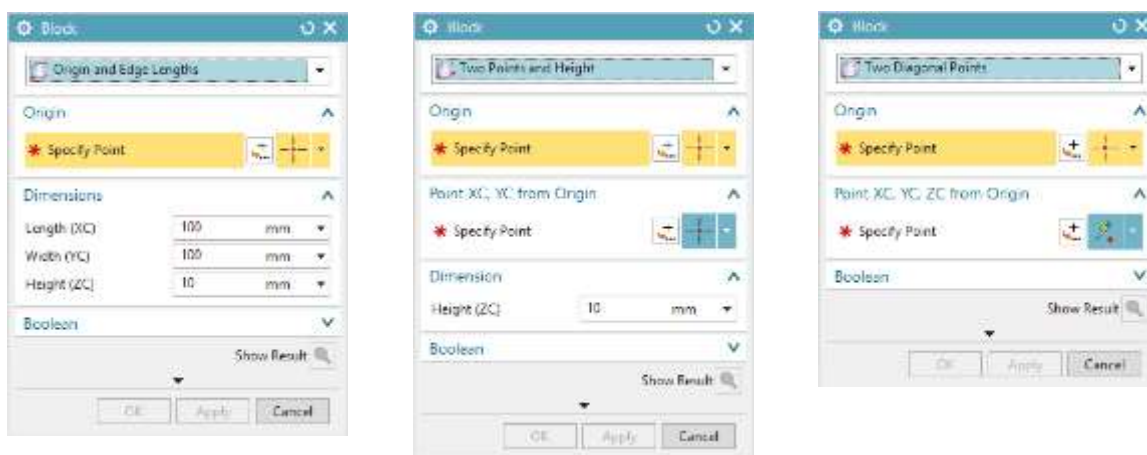 Block
Origin and Edge Lengths
Origin
Specify Point
Dimensions
Length (XC) 100 mm
Width (YC) 100 mm
Height (ZC) 10 mm
Boolean
Show Result
OK Apply Cancel
Block
Two Points and Height
Origin
Specify Point
Point XC, YC from Origin
Specify Point
Dimension
Height (ZC) 10 mm
Boolean
Show Result
OK Apply Cancel
Block
Two Diagonal Points
Origin
Specify Point
Point XC, YC, ZC from Origin
Specify Point
Boolean
Show Result
OK Apply Cancel